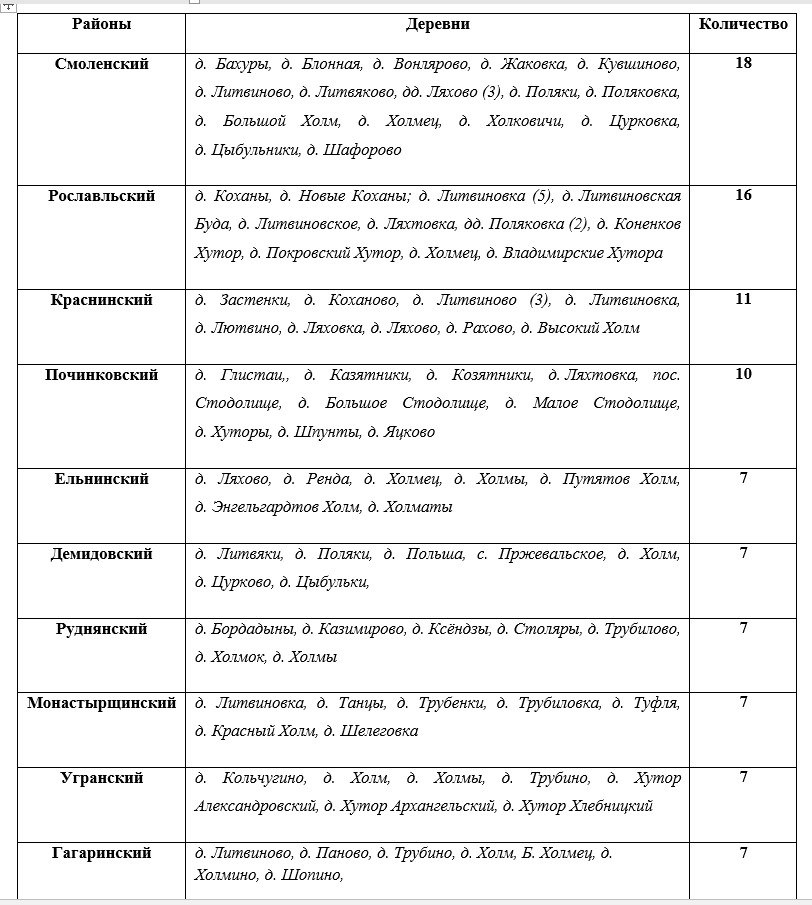 Районы Деревни Количество
Смоленский д. Бахуры, д. Блонная, д. Вонлярово, д. Жаковка, д. Кувшиново, 18
д. Литвиново, д. Литвяково, дд. Ляхово (3), д. Поляки, д. Поляковка,
д. Большой Холм, д. Холмец, д. Холковичи, д. Цурковка,
д. Цыбульники, д. Шафорово
Рославльский д. Коханы, д. Новые Коханы; д. Литвиновка (5), д. Литвиновская 16
Буда, д. Литвиновское, д. Ляхтовка, дд. Поляковка (2), д. Коненков
Хутор, д. Покровский Хутор, д. Холмец, д. Владимирские Хутора
Краснинский д. Застенки, д. Коханово, д. Литвиново (3), д. Литвиновка, 11
д. Лютвино, д. Ляховка, д. Ляхово, д. Рахово, д. Высокий Холм
Починковский д. Глистаи,, д. Казятники, д. Козятники, д. Ляхтовка, пос. 10
Стодолище, д. Большое Стодолище, д. Малое Стодолище,
д. Хуторы, д. Шпунты, д. Яцково
Ельнинский д. Ляхово, д. Ренда, д. Холмец, д. Холмы, д. Путятов Холм, 7
д. Энгельгардтов Холм, д. Холматы
Демидовский д. Литвяки, д. Поляки, д. Польша, с. Пржевальское, д. Холм, 7
д. Цурково, д. Цыбульки,
Руднянский д. Бордадыны, д. Казимирово, д. Ксёндзы, д. Столяры, д. Трубилово, 7
д. Холмок, д. Холмы
Монастырщинский д. Литвиновка, д. Танцы, д. Трубенки, д. Трубиловка, д. Туфля, 7
д. Красный Холм, д. Шелеговка
Угранский д. Кольчугино, д. Холм, д. Холмы, д. Трубино, д. Хутор 7
Александровский, д. Хутор Архангельский, д. Хутор Хлебницкий
Гагаринский д. Литвиново, д. Паново, д. Трубино, д. Холм, Б. Холмец, д. 7
Холмино, д. Шопино,